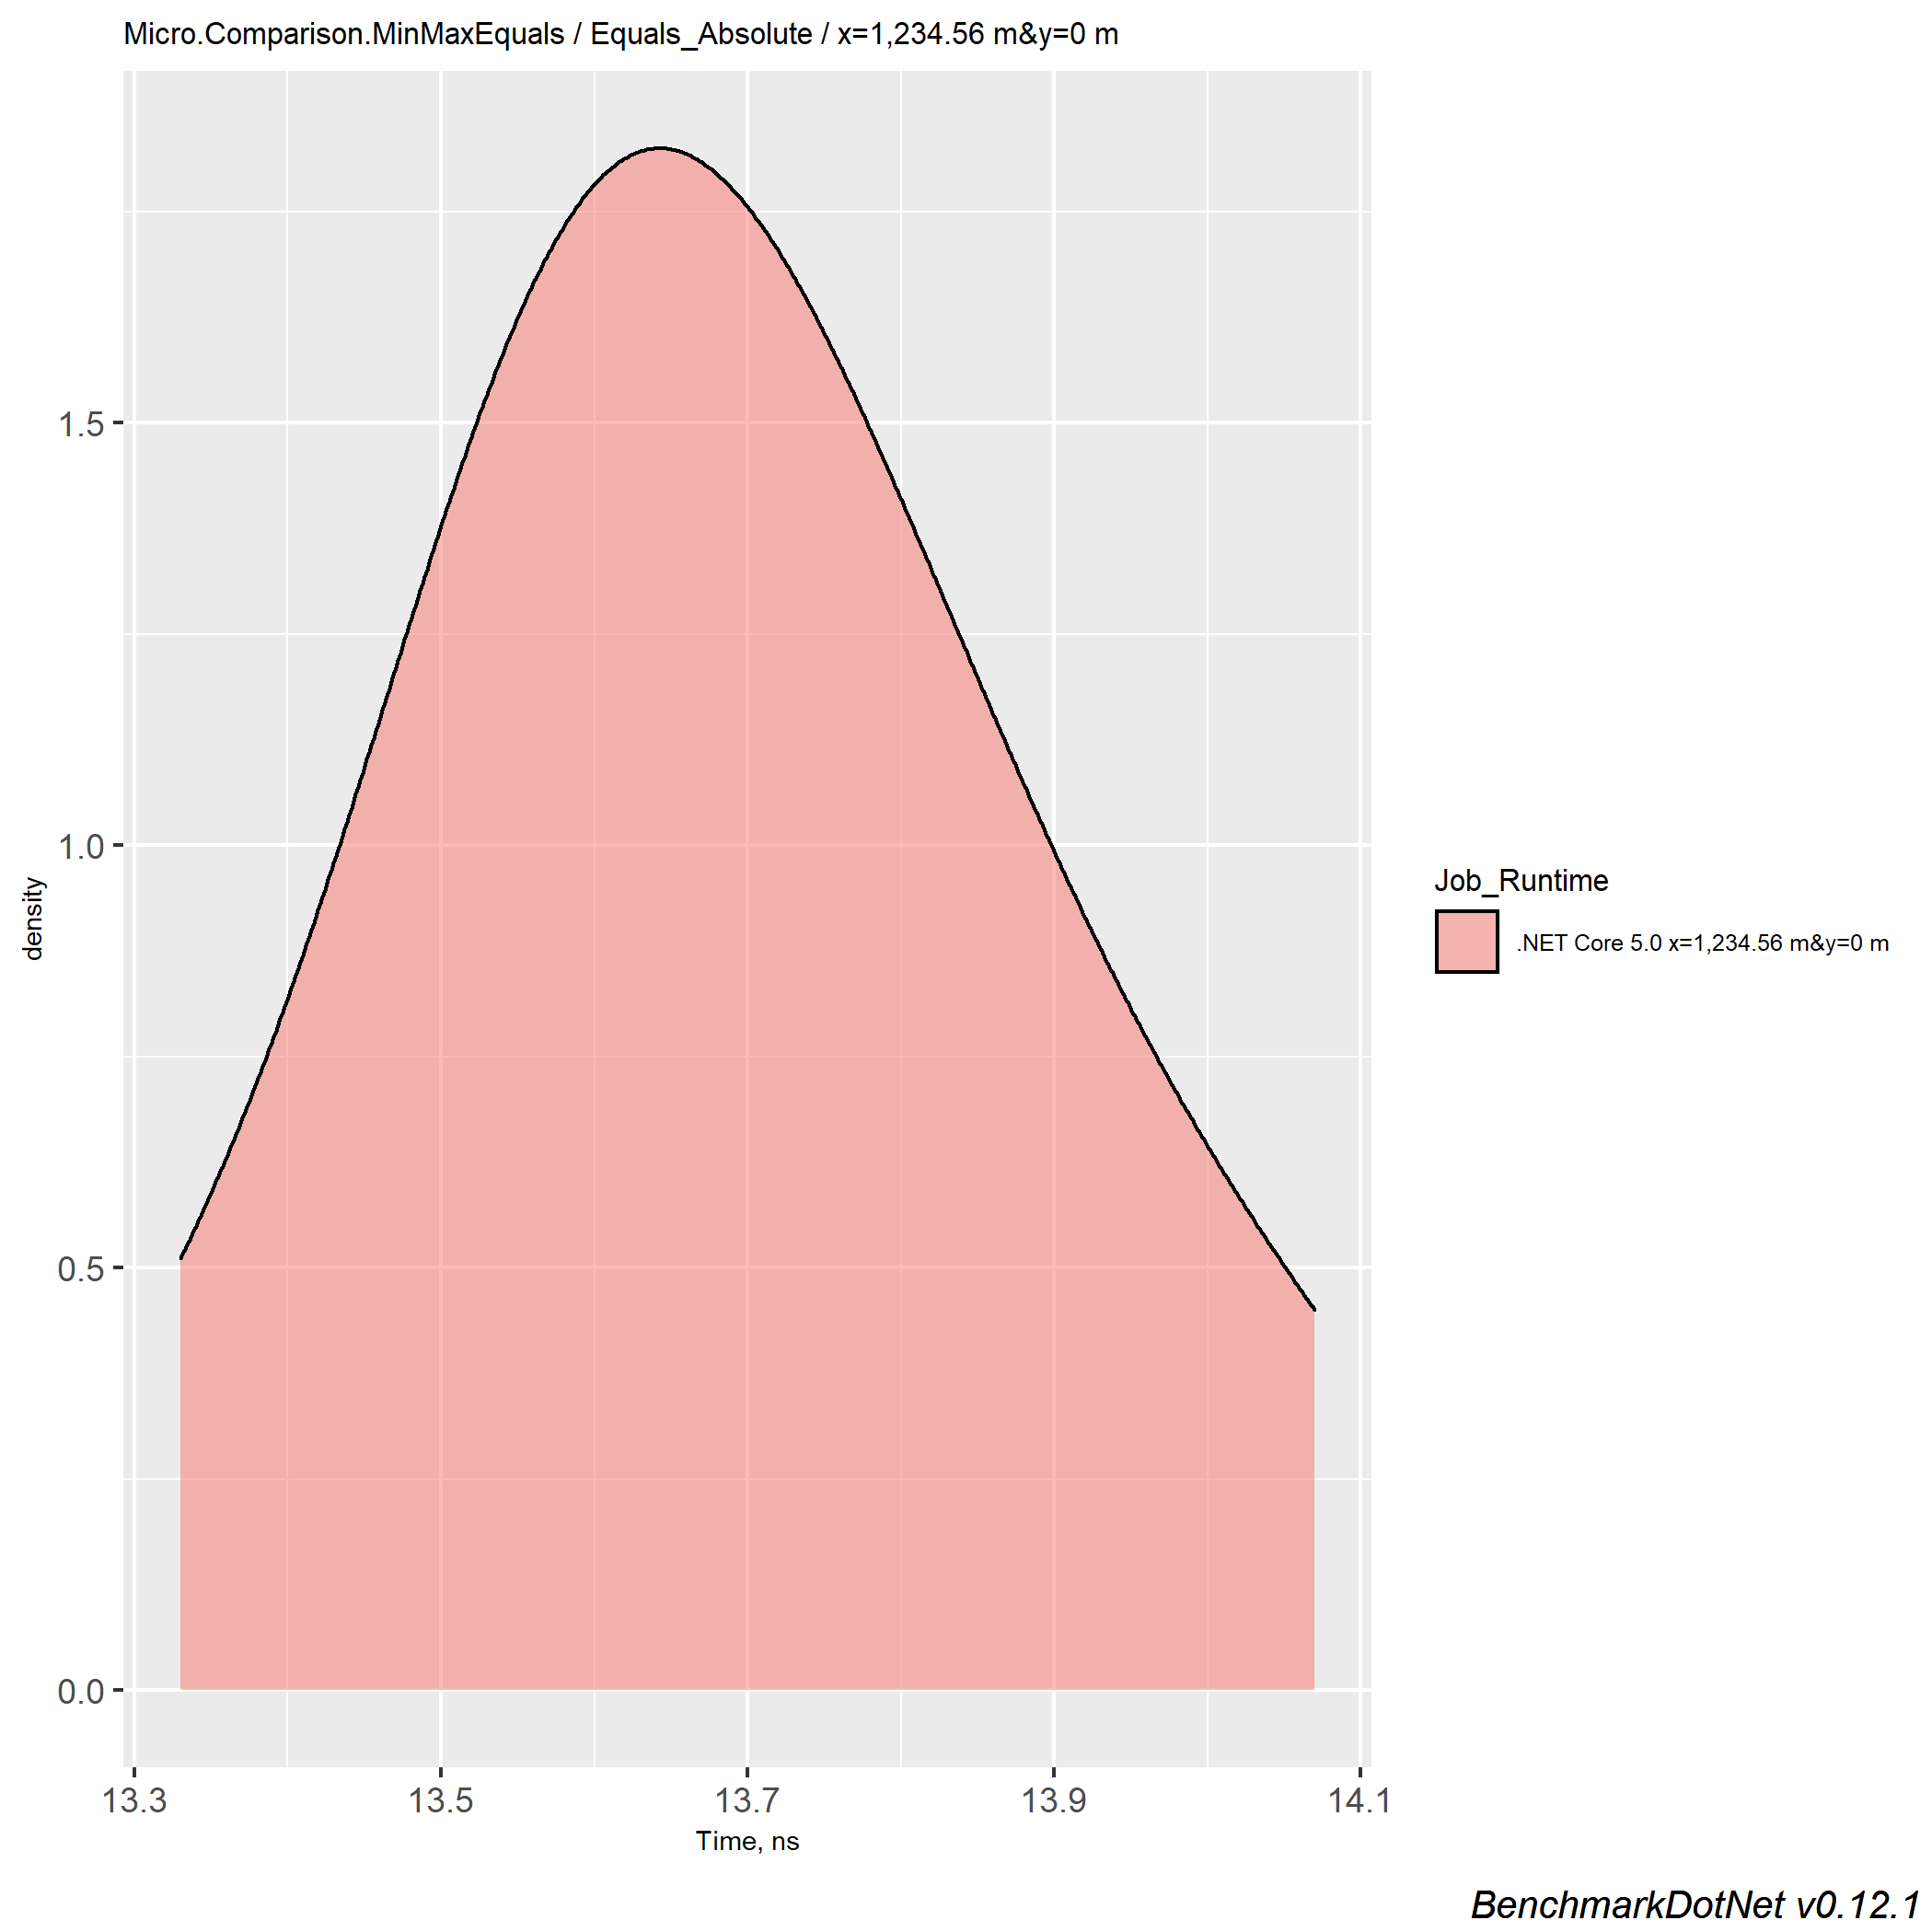 Micro.Comparison.MinMaxEquals / Equals_Absolute / x=1,234.56 m&y=0 m
1.5
1.0
0.5
0.0
density
13.3 13.5 13.7 13.9 14.1
Time, ns
Job_Runtime
.NET Core 5.0 x=1,234.56 m&y=0 m
BenchmarkDotNet v0.12.1